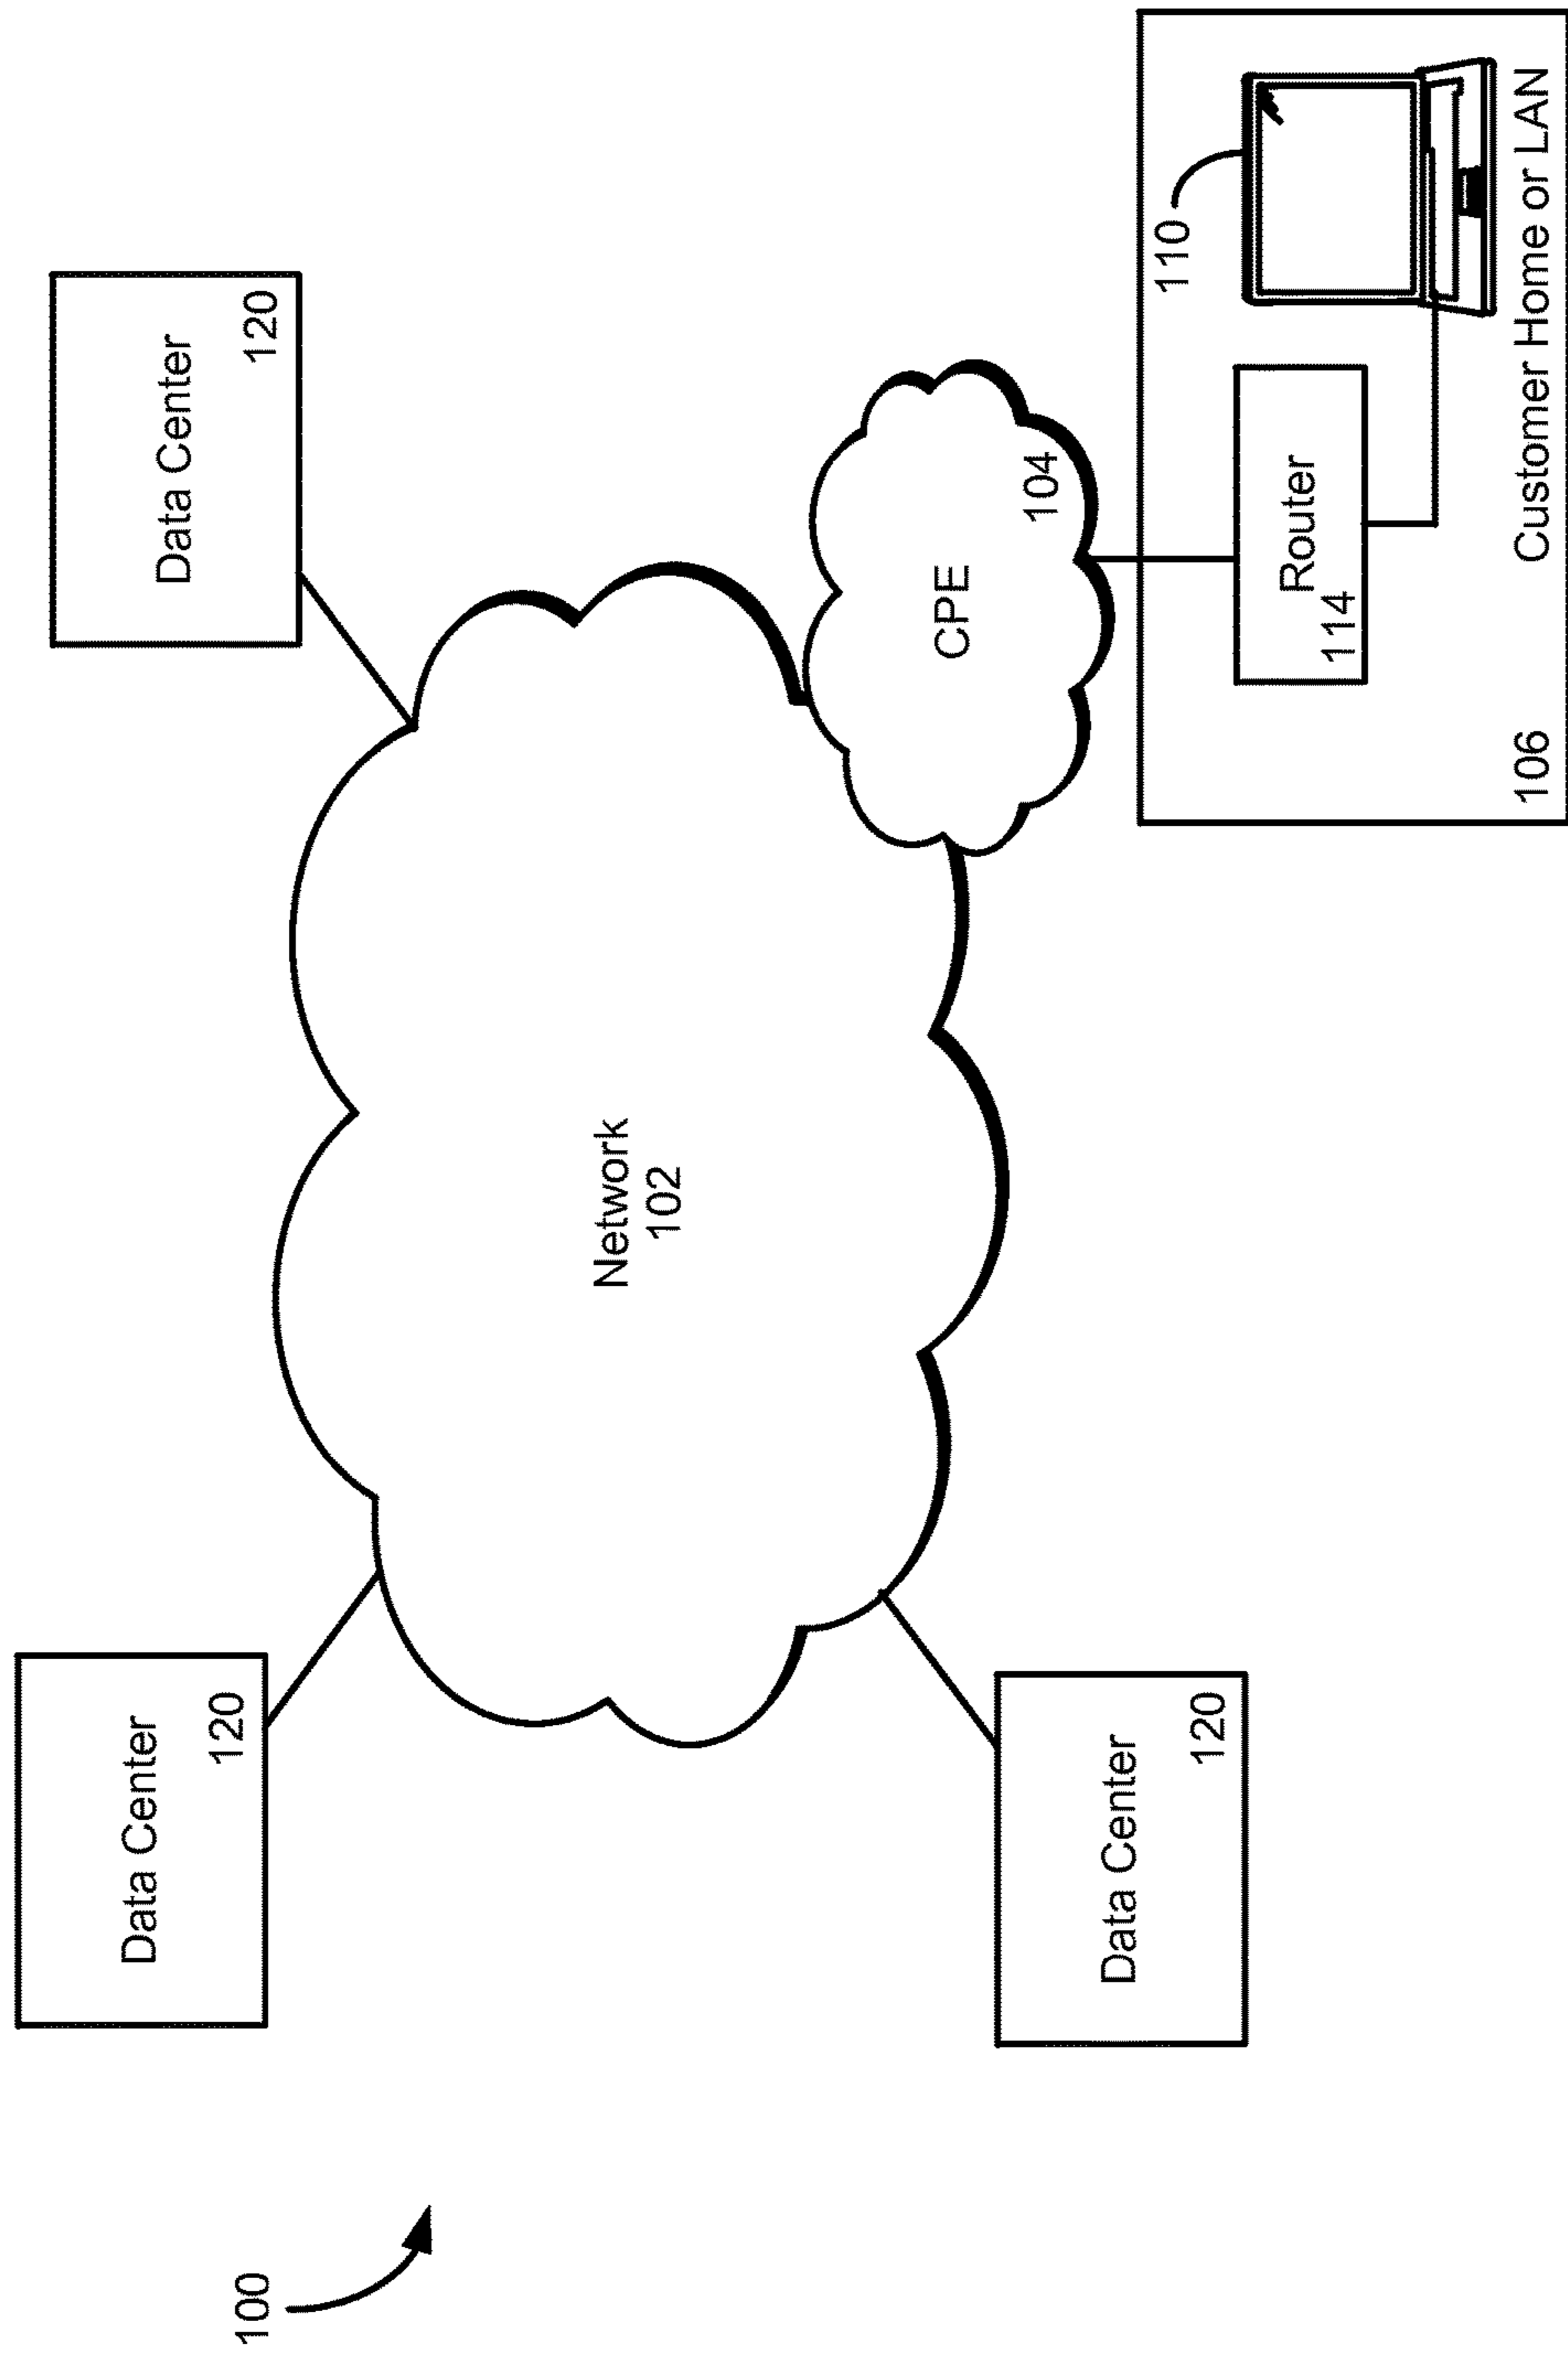 Data Center
120
Data Center
120
100
Network
102
CPE
104
Data Center
120
110
Router
114
106
Customer Home or LAN